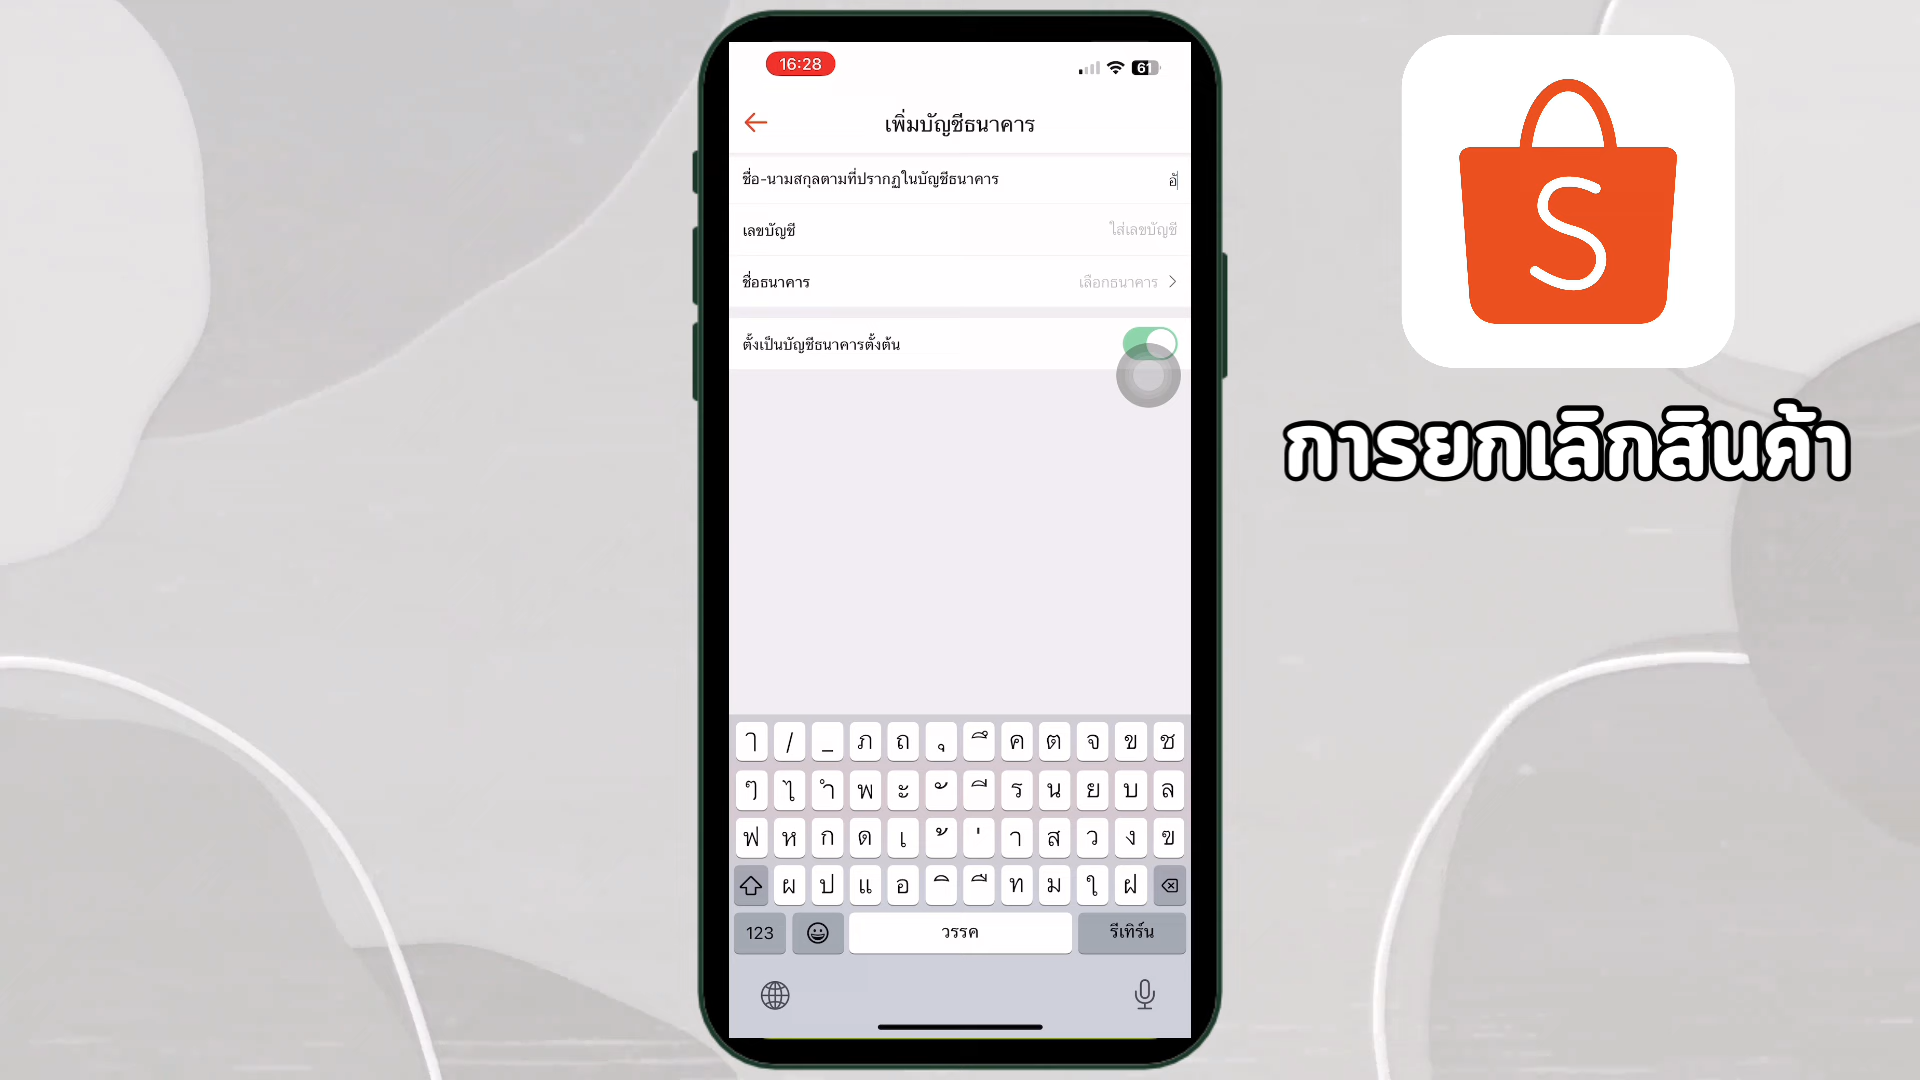 16:28
61
เพิ่มบัญชีธนาคาร
ชื่อ-นามสกุลตามที่ปรากฏในบัญชีธนาคาร อั
เลขบัญชี ใส่เลขบัญชี
ชื่อธนาคาร เลือกธนาคาร
ตั้งเป็นบัญชีธนาคารตั้งต้น
ๅ / _ ภ ถ ุ ึ ค ต จ ข ช
ๆ ไ ำ พ ะ ั ี ร น ย บ ล
ฟ ห ก ด เ ้ ่ า ส ว ง ฃ
ผ ป แ อ ิ ื ท ม ใ ฝ
123 วรรค รีเทิร์น
S
การยกเลิกสินค้า